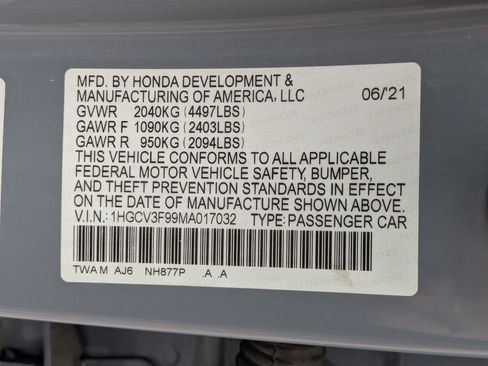 MFD. BY HONDA DEVELOPMENT &
MANUFACTURING OF AMERICA, LLC 06/'21
GVWR 2040KG (4497LBS)
GAWR F 1090KG (2403LBS)
GAWR R 950KG (2094LBS)
THIS VEHICLE CONFORMS TO ALL APPLICABLE
FEDERAL MOTOR VEHICLE SAFETY, BUMPER,
AND THEFT PREVENTION STANDARDS IN EFFECT
ON THE DATE OF MANUFACTURE SHOWN ABOVE.
V.I.N.: 1HGCV3F99MA017032 TYPE: PASSENGER CAR
TWA M AJ6 NH877P .A .A